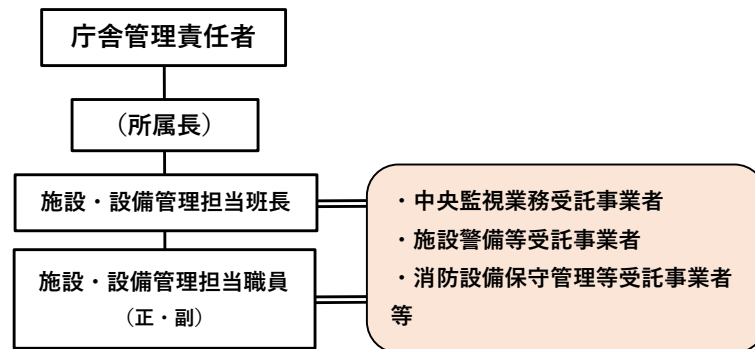 庁舎管理責任者
（所属長）
施設・設備管理担当班長
施設・設備管理担当職員
（正・副）
・中央監視業務受託事業者
・施設警備等受託事業者
・消防設備保守管理等受託事業者
等